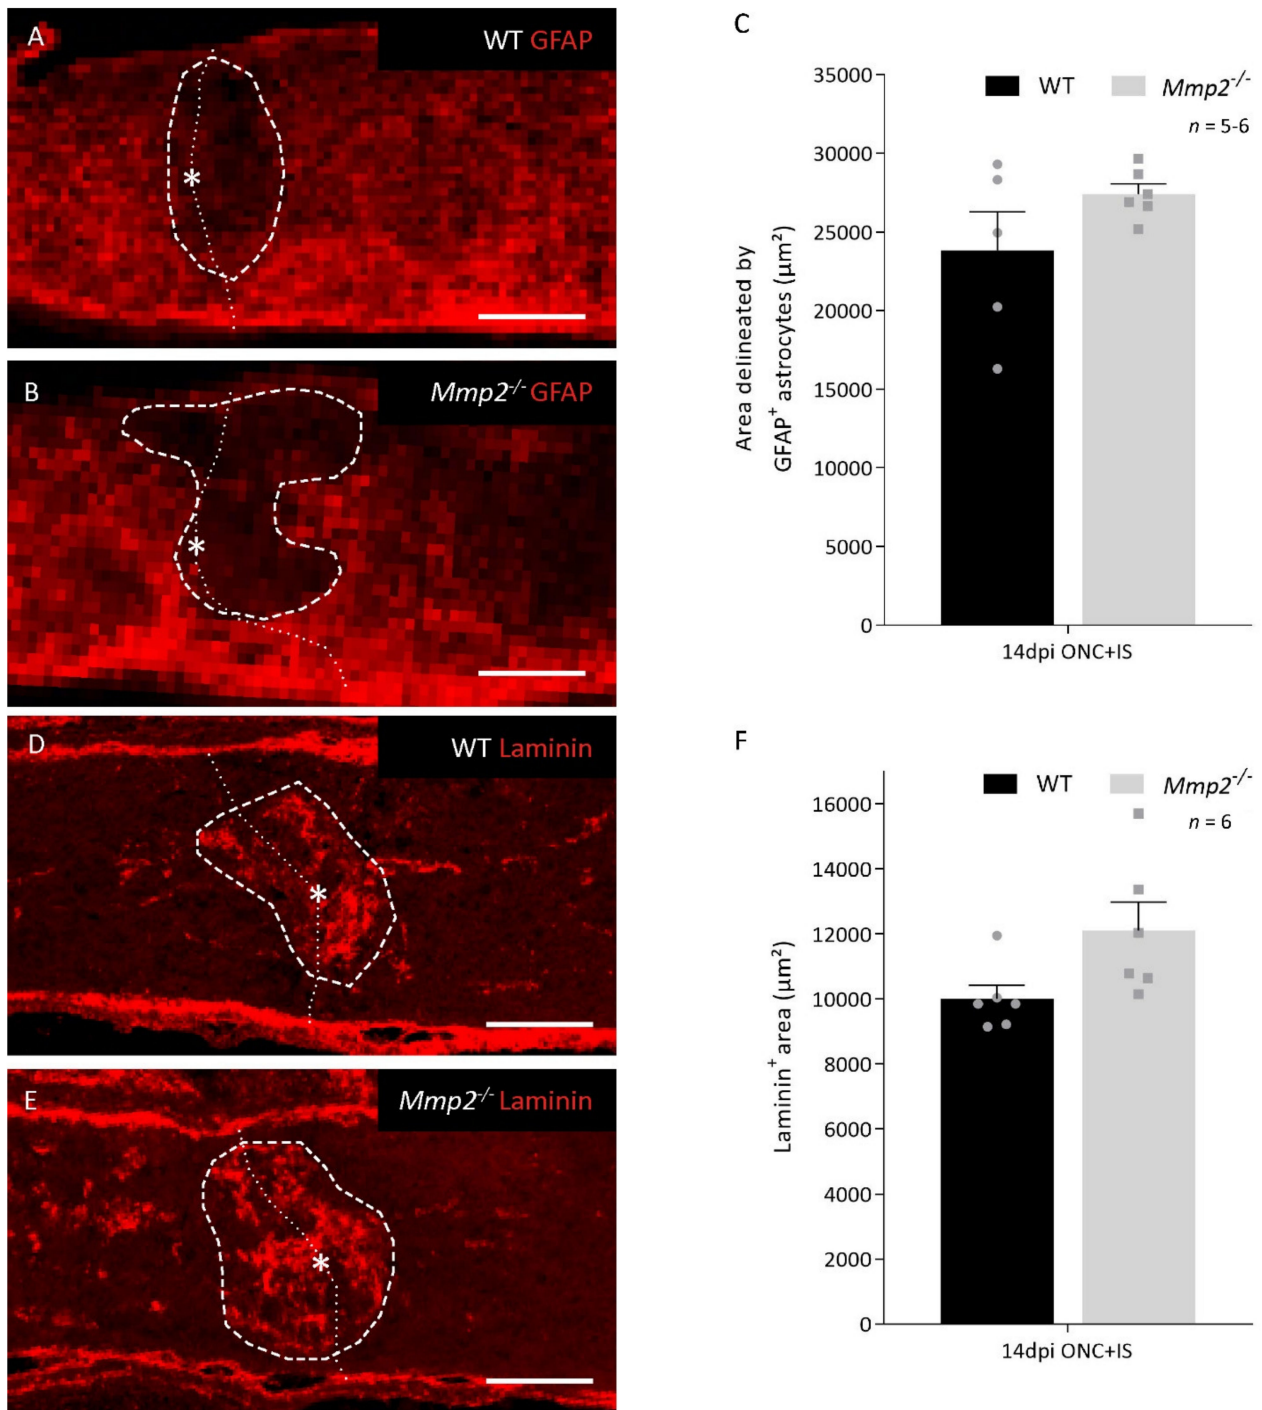 A
WT GFAP
B
Mmp2-/- GFAP
C
WT
Mmp2-/-
n = 5-6
35000
30000
25000
20000
15000
10000
5000
0
Area delineated by
GFAP+ astrocytes (µm²)
14dpi ONC+IS
D
WT Laminin
E
Mmp2-/- Laminin
F
WT
Mmp2-/-
n = 6
16000
14000
12000
10000
8000
6000
4000
2000
0
Laminin+ area (µm²)
14dpi ONC+IS